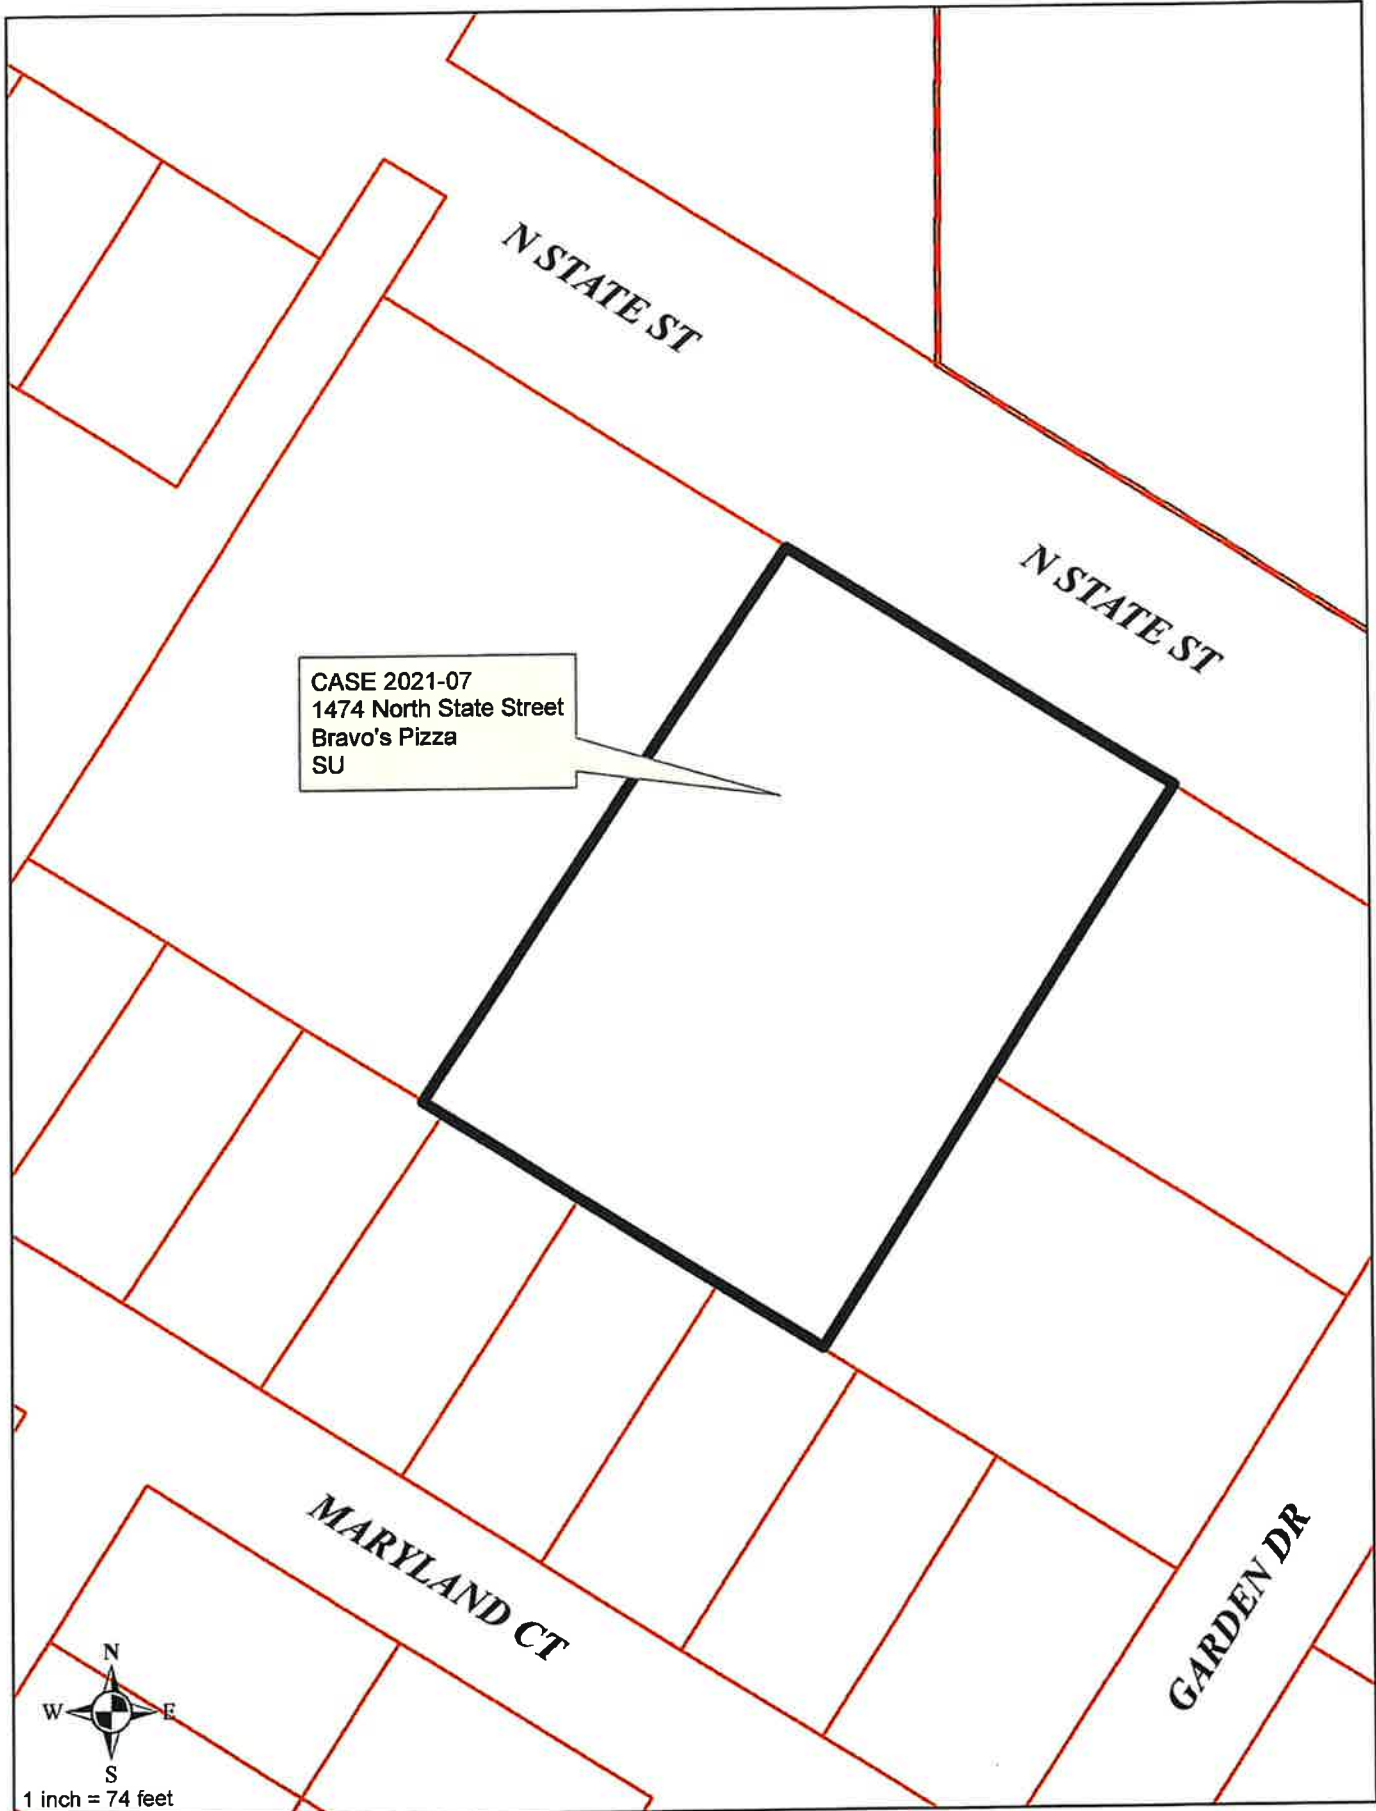 N STATE ST
N STATE ST
CASE 2021-07
1474 North State Street
Bravo's Pizza
SU
MARYLAND CT
GARDEN DR
N
W E
S
1 inch = 74 feet